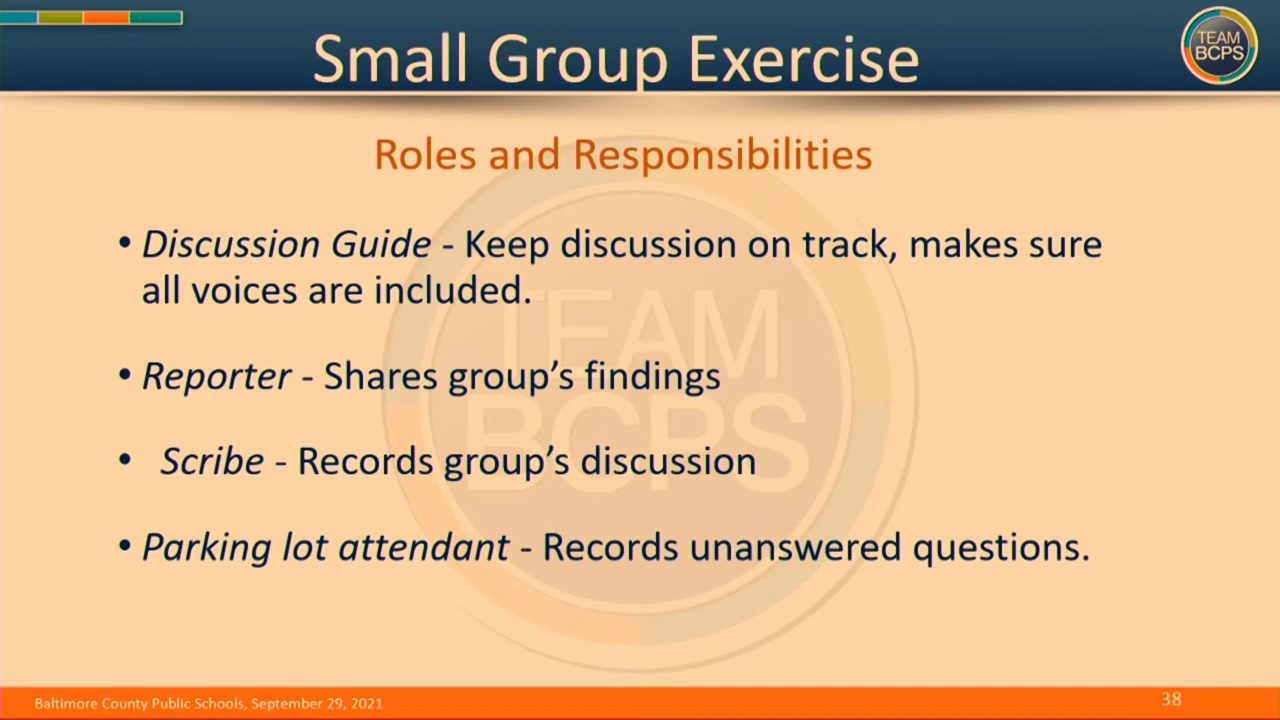 Small Group Exercise
TEAM
BCPS
Roles and Responsibilities
• Discussion Guide - Keep discussion on track, makes sure
all voices are included.
• Reporter - Shares group’s findings
• Scribe - Records group’s discussion
• Parking lot attendant - Records unanswered questions.
TEAM
BCPS
Baltimore County Public Schools, September 29, 2021
38